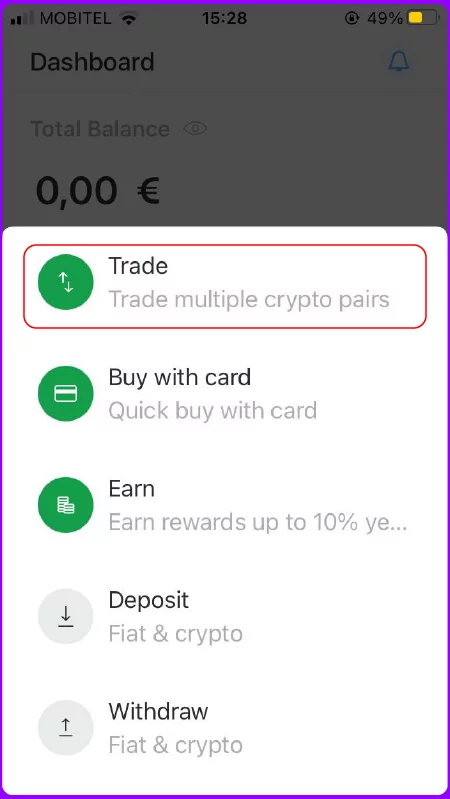 MOBITEL 15:28 49%
Dashboard
Total Balance
0,00 €
Trade
Trade multiple crypto pairs
Buy with card
Quick buy with card
Earn
Earn rewards up to 10% ye...
Deposit
Fiat & crypto
Withdraw
Fiat & crypto